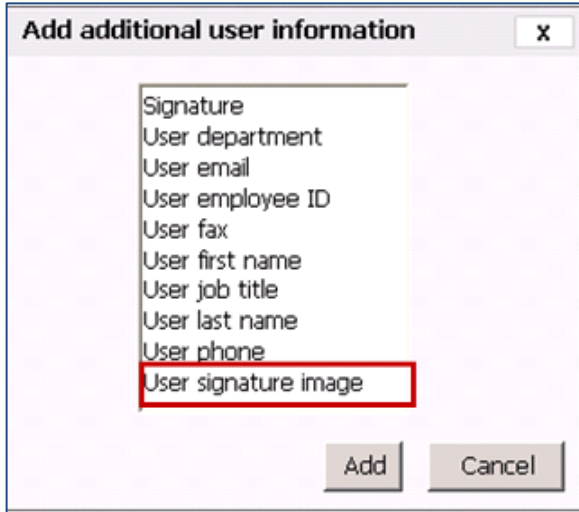 Add additional user information
x
Signature
User department
User email
User employee ID
User fax
User first name
User job title
User last name
User phone
User signature image
Add Cancel